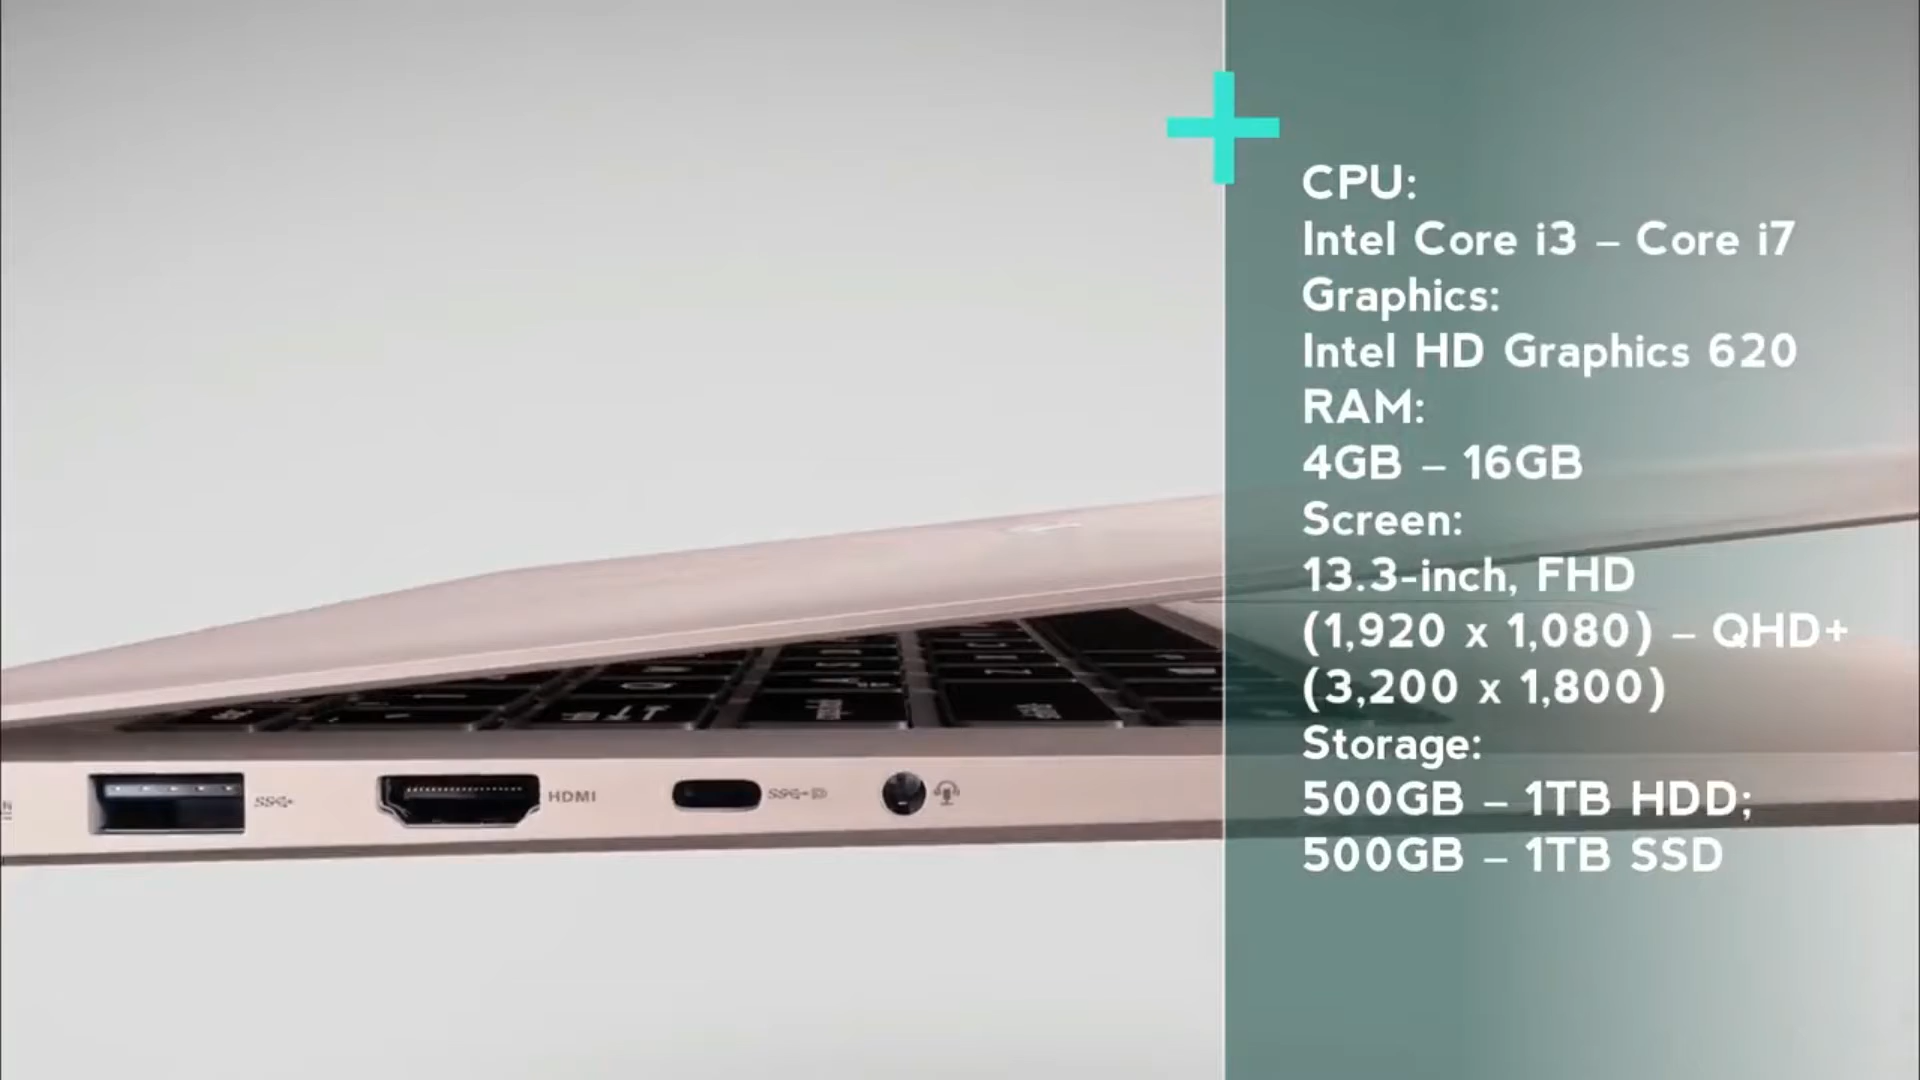 CPU:
Intel Core i3 – Core i7
Graphics:
Intel HD Graphics 620
RAM:
4GB – 16GB
Screen:
13.3-inch, FHD
(1,920 x 1,080) – QHD+
(3,200 x 1,800)
Storage:
500GB – 1TB HDD;
500GB – 1TB SSD
HDMI